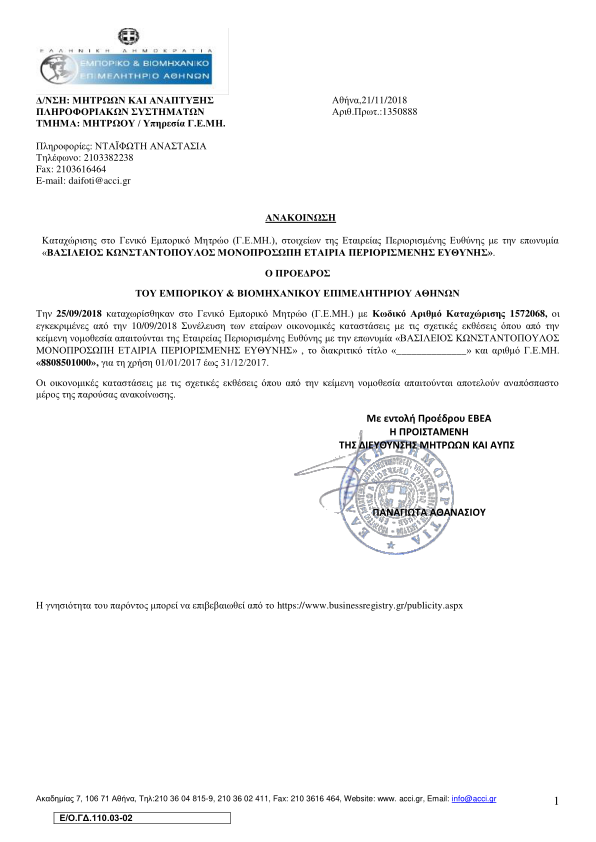 ΕΛΛΗΝΙΚΗ ΔΗΜΟΚΡΑΤΙΑ
ΕΜΠΟΡΙΚΟ & ΒΙΟΜΗΧΑΝΙΚΟ
ΕΠΙΜΕΛΗΤΗΡΙΟ ΑΘΗΝΩΝ
Δ/ΝΣΗ: ΜΗΤΡΩΩΝ ΚΑΙ ΑΝΑΠΤΥΞΗΣ
ΠΛΗΡΟΦΟΡΙΑΚΩΝ ΣΥΣΤΗΜΑΤΩΝ
ΤΜΗΜΑ: ΜΗΤΡΩΟΥ / Υπηρεσία Γ.Ε.ΜΗ.
Αθήνα,21/11/2018
Αριθ.Πρωτ.:1350888
Πληροφορίες: ΝΤΑΪΦΩΤΗ ΑΝΑΣΤΑΣΙΑ
Τηλέφωνο: 2103382238
Fax: 2103616464
E-mail: daifoti@acci.gr
ΑΝΑΚΟΙΝΩΣΗ
Καταχώρισης στο Γενικό Εμπορικό Μητρώο (Γ.Ε.ΜΗ.), στοιχείων της Εταιρείας Περιορισμένης Ευθύνης με την επωνυμία
«ΒΑΣΙΛΕΙΟΣ ΚΩΝΣΤΑΝΤΟΠΟΥΛΟΣ ΜΟΝΟΠΡΟΣΩΠΗ ΕΤΑΙΡΙΑ ΠΕΡΙΟΡΙΣΜΕΝΗΣ ΕΥΘΥΝΗΣ».
Ο ΠΡΟΕΔΡΟΣ
ΤΟΥ ΕΜΠΟΡΙΚΟΥ & ΒΙΟΜΗΧΑΝΙΚΟΥ ΕΠΙΜΕΛΗΤΗΡΙΟΥ ΑΘΗΝΩΝ
Την 25/09/2018 καταχωρίσθηκαν στο Γενικό Εμπορικό Μητρώο (Γ.Ε.ΜΗ.) με Κωδικό Αριθμό Καταχώρισης 1572068, οι
εγκεκριμένες από την 10/09/2018 Συνέλευση των εταίρων οικονομικές καταστάσεις με τις σχετικές εκθέσεις όπου από την
κείμενη νομοθεσία απαιτούνται της Εταιρείας Περιορισμένης Ευθύνης με την επωνυμία «ΒΑΣΙΛΕΙΟΣ ΚΩΝΣΤΑΝΤΟΠΟΥΛΟΣ
ΜΟΝΟΠΡΟΣΩΠΗ ΕΤΑΙΡΙΑ ΠΕΡΙΟΡΙΣΜΕΝΗΣ ΕΥΘΥΝΗΣ» , το διακριτικό τίτλο «______________» και αριθμό Γ.Ε.ΜΗ.
«8808501000», για τη χρήση 01/01/2017 έως 31/12/2017.
Οι οικονομικές καταστάσεις με τις σχετικές εκθέσεις όπου από την κείμενη νομοθεσία απαιτούνται αποτελούν αναπόσπαστο
μέρος της παρούσας ανακοίνωσης.
Με εντολή Προέδρου ΕΒΕΑ
Η ΠΡΟΙΣΤΑΜΕΝΗ
ΤΗΣ ΔΙΕΥΘΥΝΣΗΣ ΜΗΤΡΩΩΝ ΚΑΙ ΑΥΠΣ
ΕΛΛΗΝΙΚΗ ΔΗΜΟΚΡΑΤΙΑ
ΠΑΝΑΓΙΩΤΑ ΑΘΑΝΑΣΙΟΥ
Η γνησιότητα του παρόντος μπορεί να επιβεβαιωθεί από το https://www.businessregistry.gr/publicity.aspx
Ακαδημίας 7, 106 71 Αθήνα, Τηλ:210 36 04 815-9, 210 36 02 411, Fax: 210 3616 464, Website: www. acci.gr, Email: info@acci.gr
1
Ε/Ο.ΓΔ.110.03-02